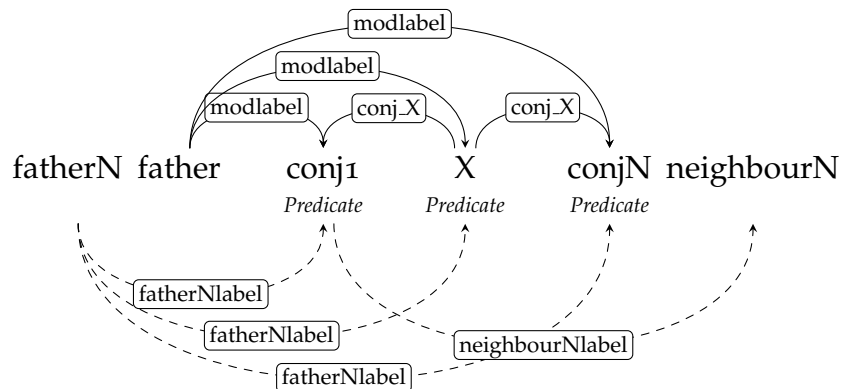 modlabel
modlabel
modlabel conj_X conj_X
fatherN father conj1 X conjN neighbourN
Predicate Predicate Predicate
fatherNlabel
fatherNlabel neighbourNlabel
fatherNlabel